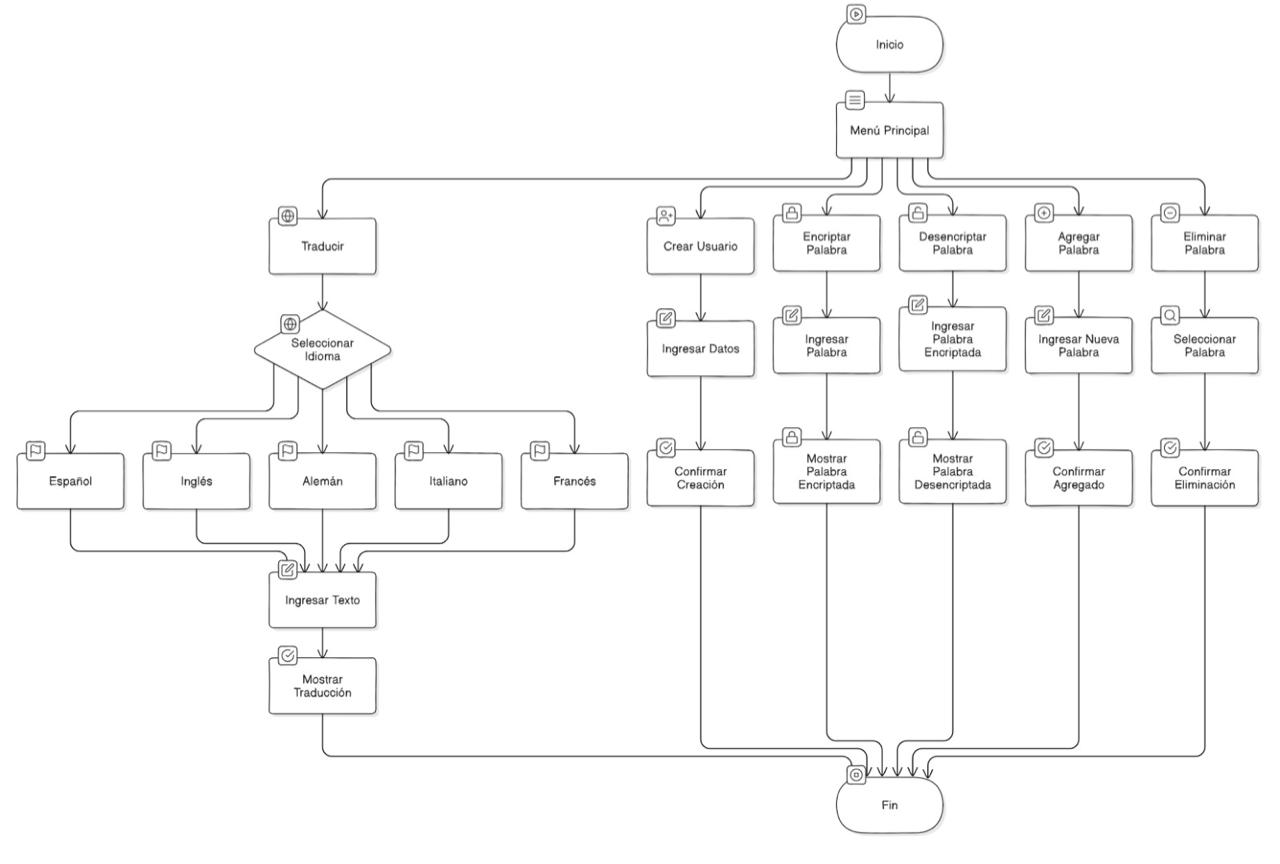 Inicio
Menú Principal
Traducir
Crear Usuario
Encriptar
Palabra
Desencriptar
Palabra
Agregar
Palabra
Eliminar
Palabra
Seleccionar
Idioma
Ingresar Datos
Ingresar
Palabra
Ingresar
Palabra
Encriptada
Ingresar Nueva
Palabra
Seleccionar
Palabra
Español
Inglés
Alemán
Italiano
Francés
Confirmar
Creación
Mostrar
Palabra
Encriptada
Mostrar
Palabra
Desencriptada
Confirmar
Agregado
Confirmar
Eliminación
Ingresar Texto
Mostrar
Traducción
Fin